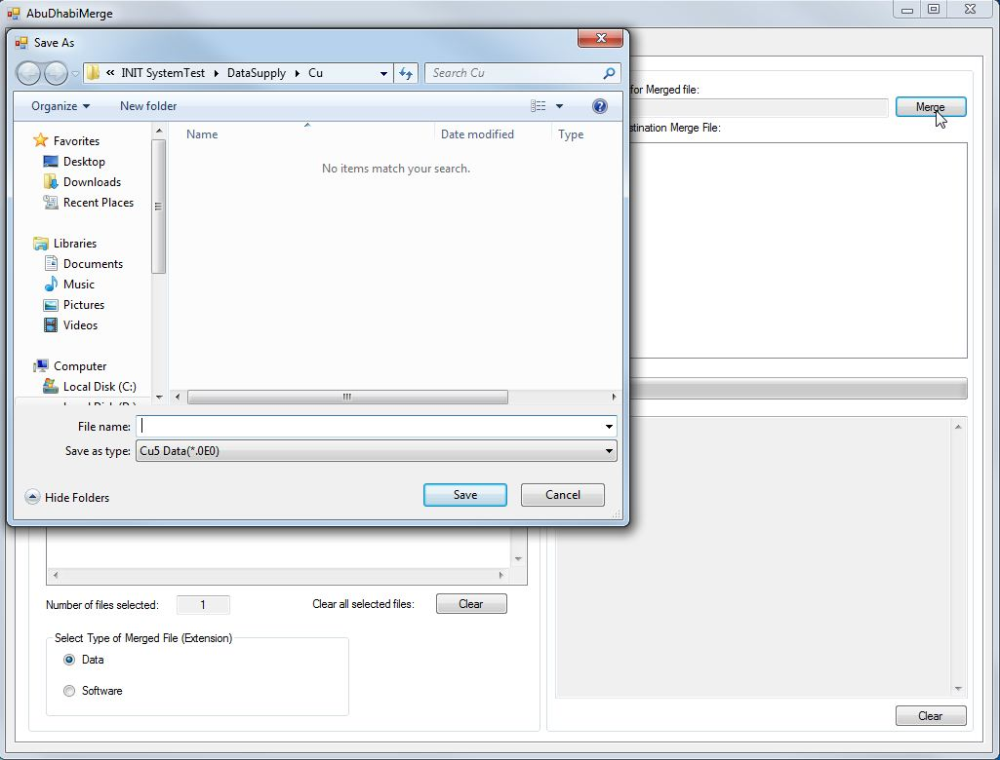 AbuDhabiMerge
Save As
« INIT SystemTest ▸ DataSupply ▸ Cu
Search Cu
Organize
New folder
Name
Date modified
Type
No items match your search.
Favorites
Desktop
Downloads
Recent Places
Libraries
Documents
Music
Pictures
Videos
Computer
Local Disk (C:)
File name:
Save as type: Cu5 Data(*.0E0)
Hide Folders
Save
Cancel
for Merged file:
Merge
stination Merge File:
Number of files selected: 1
Clear all selected files: Clear
Select Type of Merged File (Extension)
Data
Software
Clear